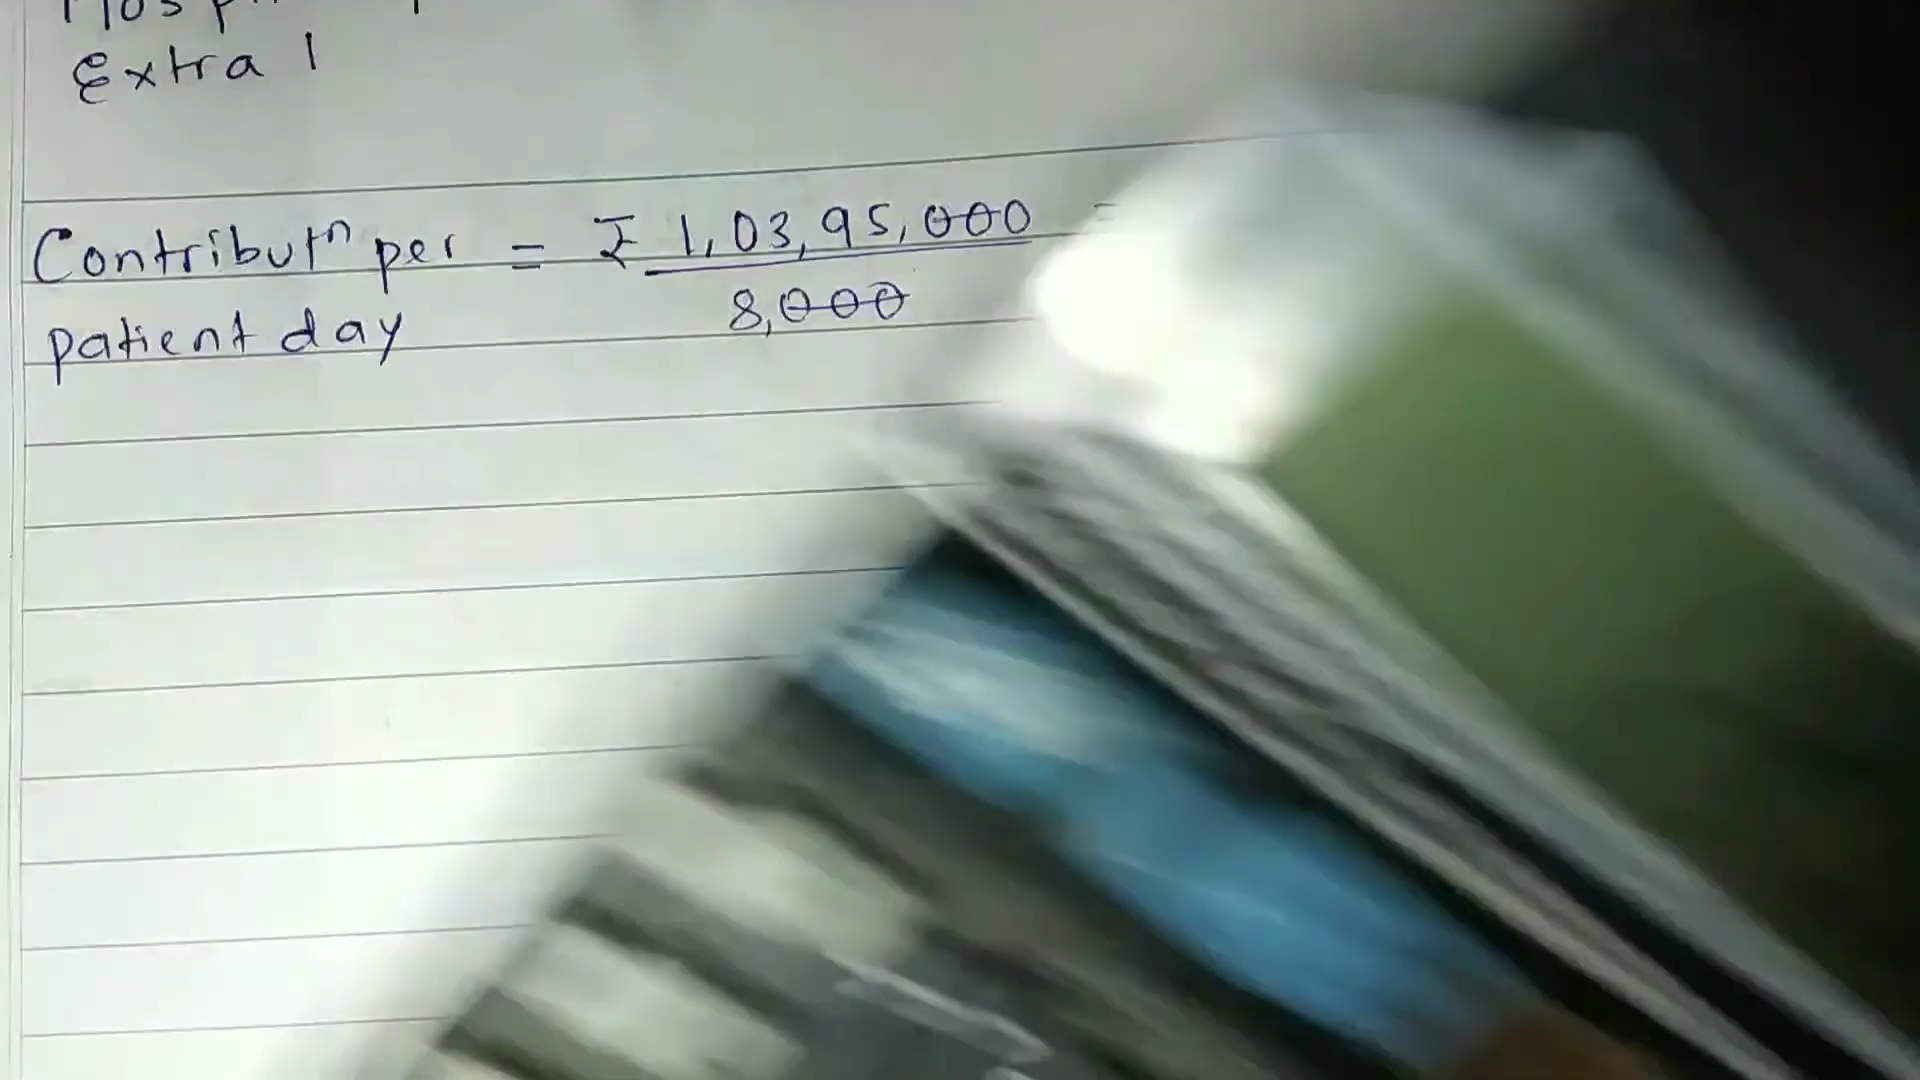 Extra 1
Contributⁿ per = ₹ 1,03,95,000 =
patient day 8,000